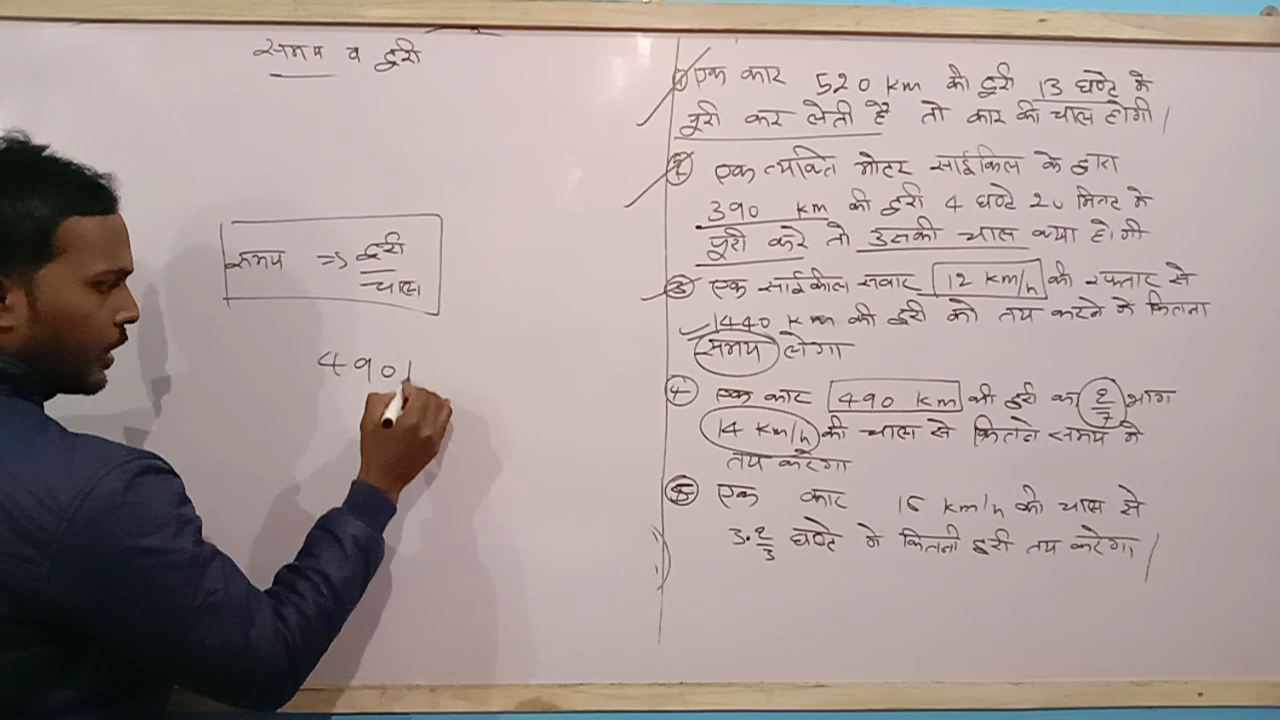 समय व दुरी
समय => दुरी
चाल
490
① एक कार 520 km की दुरी 13 घण्टे मे
पुरी कर लेती है तो कार की चाल होगी।
② एक व्यक्ति मोटर साईकिल के द्वारा
390 km की दुरी 4 घण्टे 20 मिनट मे
पुरी करे तो उसकी चाल क्या होगी
③ एक साईकील सवार 12 km/h की रफ्तार से
1440 km की दुरी को तय करने मे कितना
समय लेगा
④ एक कार 490 km की दुरी का 2/7 भाग
14 km/h की चाल से कितने समय मे
तय करेगा
⑤ एक कार 15 km/h की चाल से
3.2/3 घण्टे मे कितनी दुरी तय करेगा।